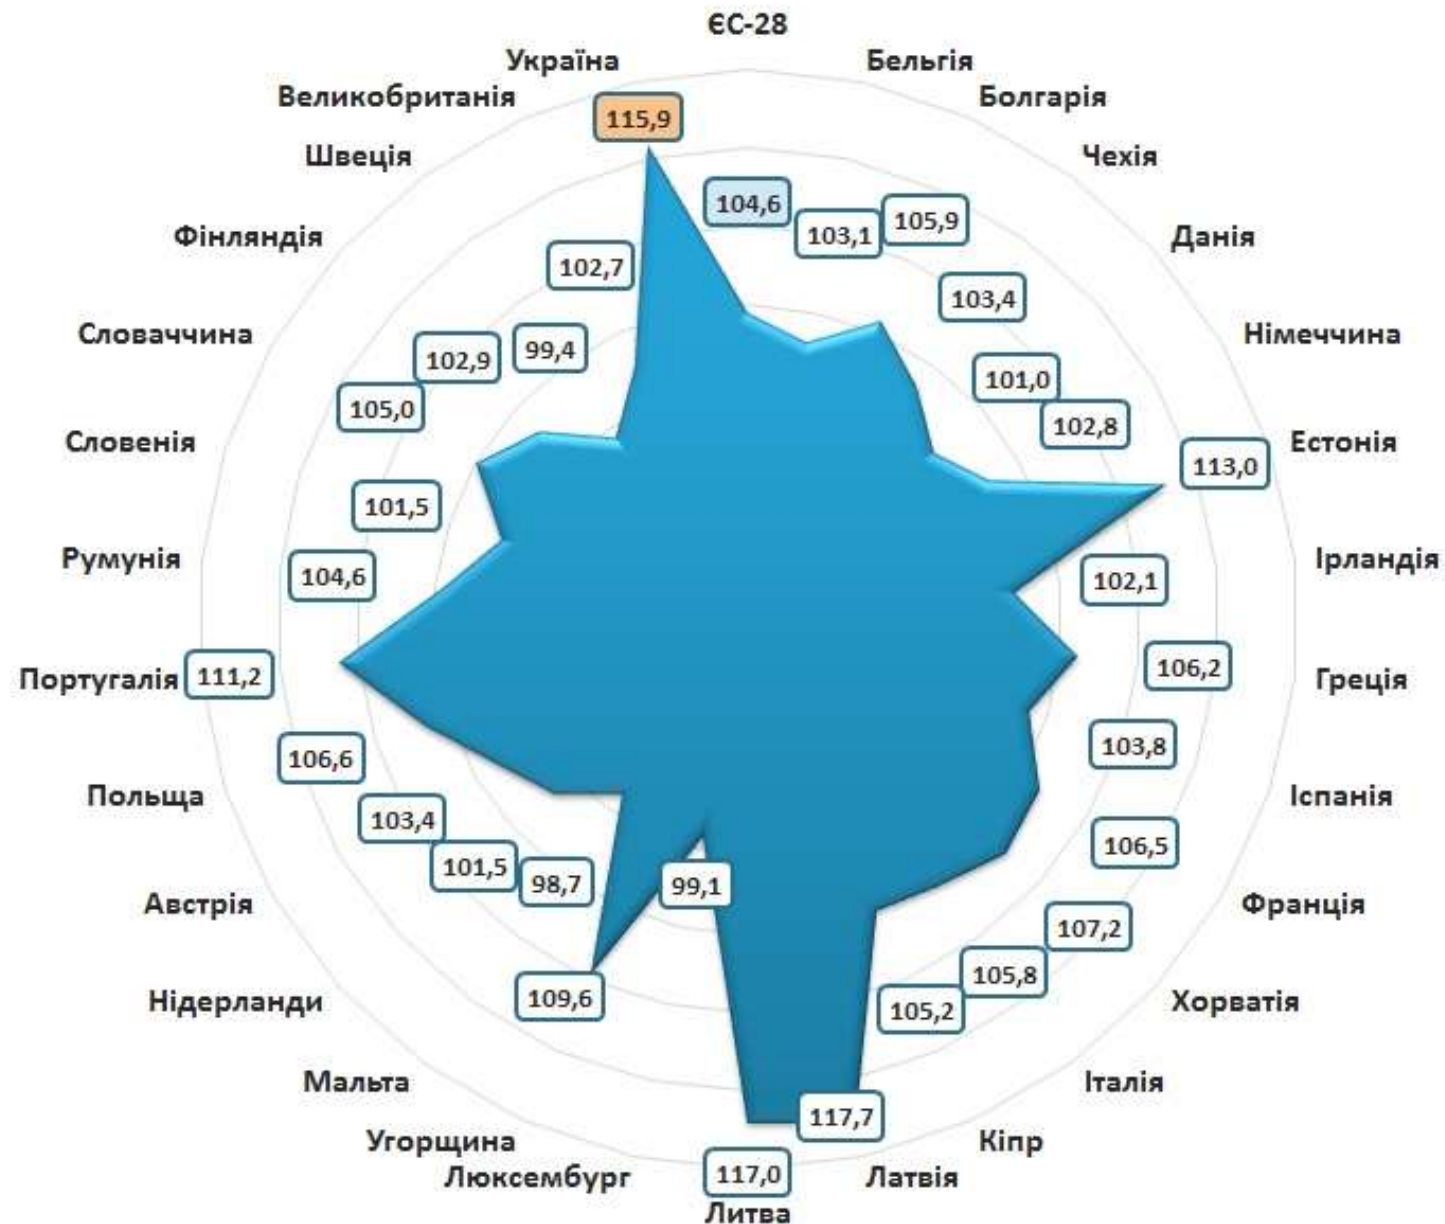 ЄС-28
Бельгія
Болгарія
Чехія
Данія
Німеччина
Естонія
Ірландія
Греція
Іспанія
Франція
Хорватія
Італія
Кіпр
Латвія
Литва
Люксембург
Угорщина
Мальта
Нідерланди
Австрія
Польща
Португалія
Румунія
Словенія
Словаччина
Фінляндія
Швеція
Великобританія
Україна
104,6
103,1
105,9
103,4
101,0
102,8
113,0
102,1
106,2
103,8
106,5
107,2
105,8
105,2
117,7
117,0
99,1
109,6
98,7
101,5
103,4
106,6
111,2
104,6
101,5
105,0
102,9
99,4
102,7
115,9